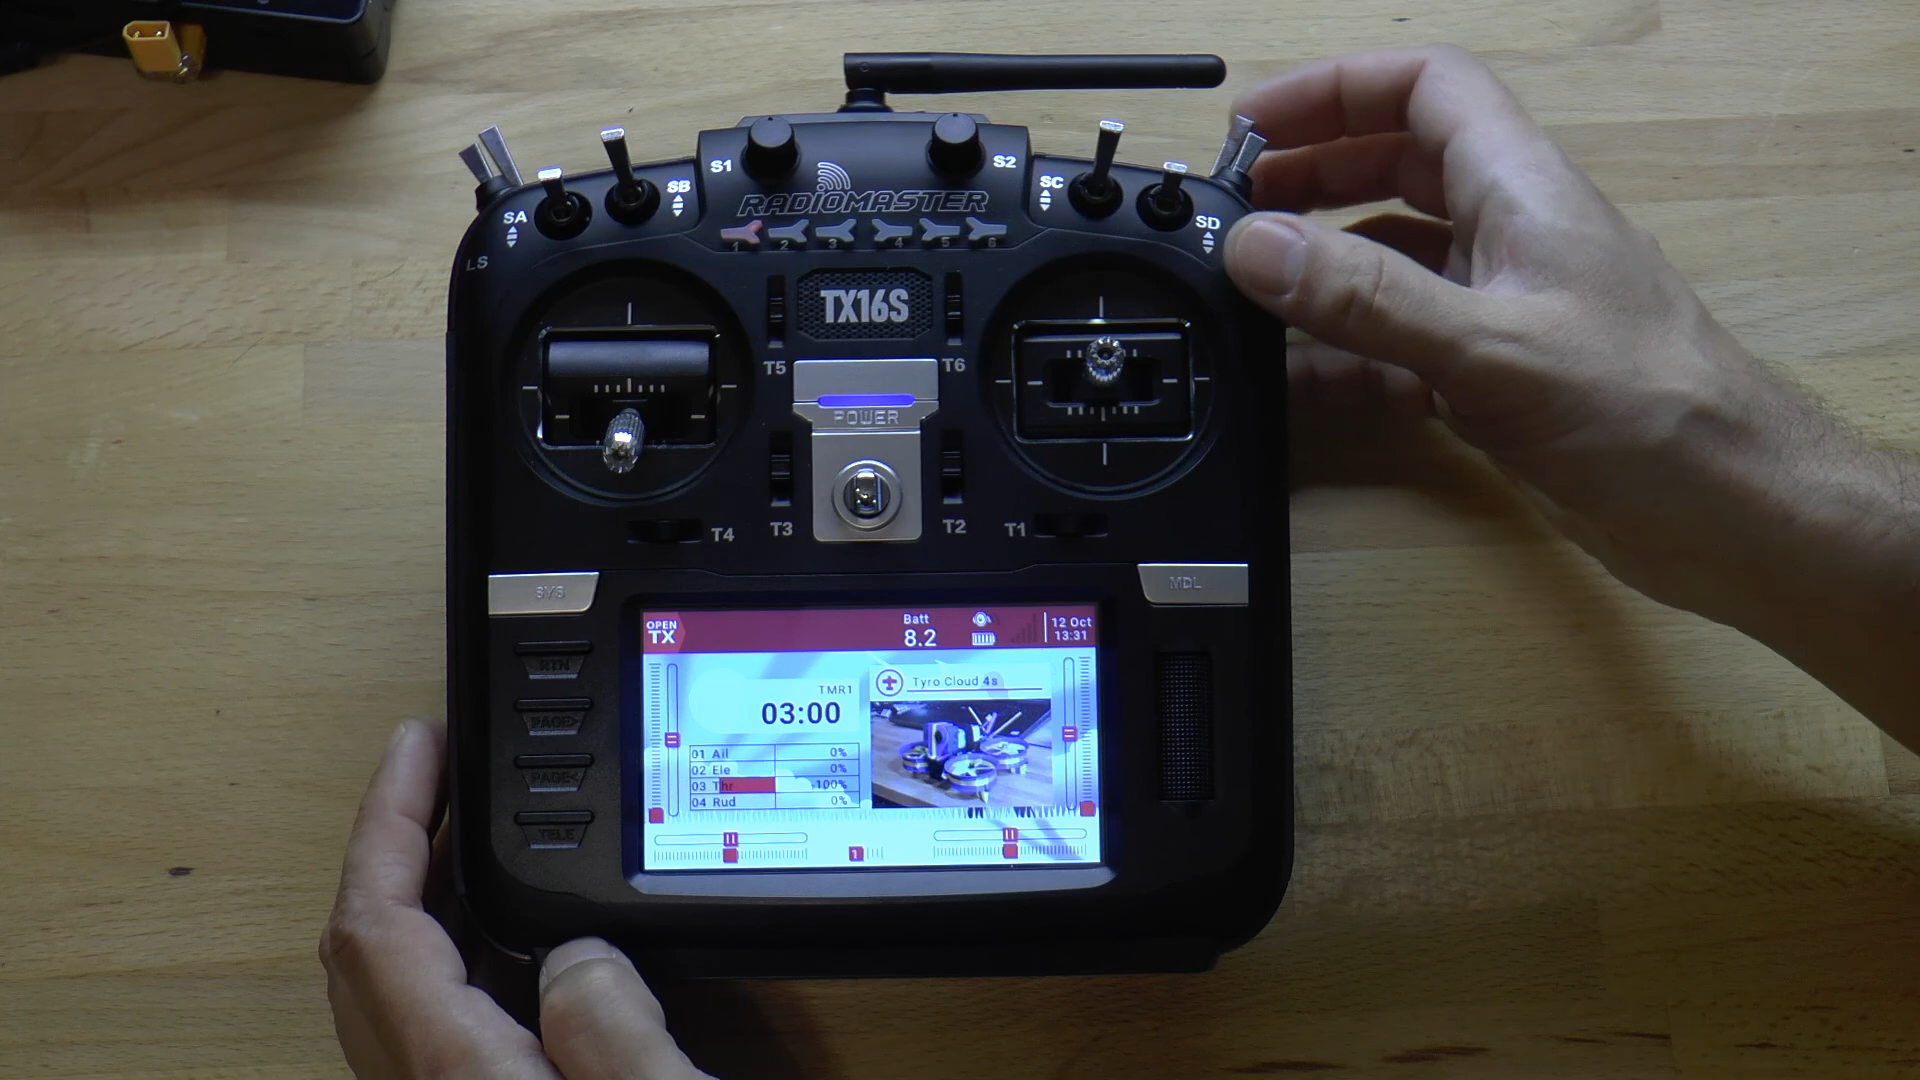 S1
S2
SB
SC
SA
SD
RADIOMASTER
1 2 3 4 5 6
LS
TX16S
T5
T6
POWER
T4
T3
T2
T1
SYS
MDL
OPEN
TX
Batt
8.2
12 Oct
13:31
RTN
PAGE>
PAGE<
TELE
TMR1
03:00
Tyro Cloud 4s
01 Ail 0%
02 Ele 0%
03 Thr -100%
04 Rud 0%
1